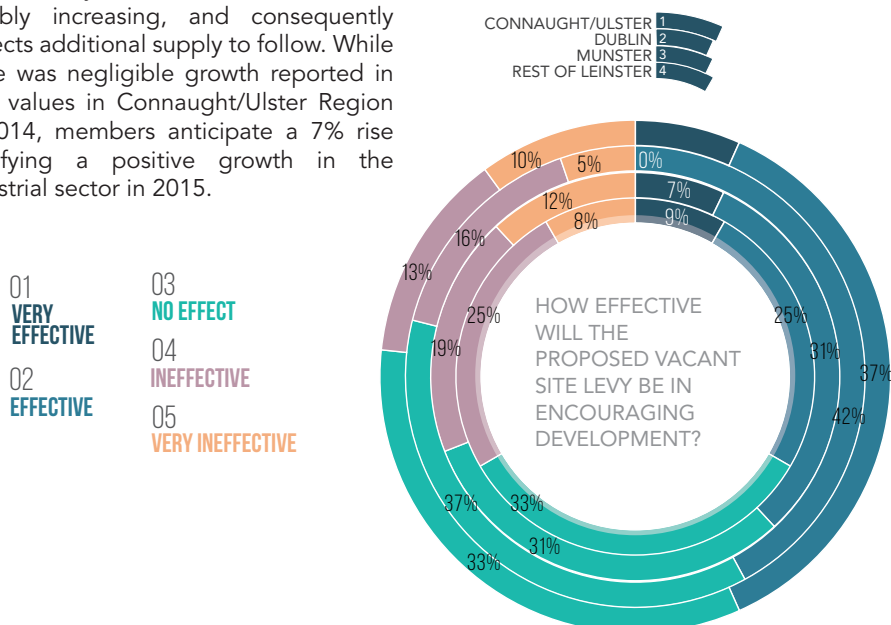 bly increasing, and consequently
ects additional supply to follow. While
e was negligible growth reported in
values in Connaught/Ulster Region
014, members anticipate a 7% rise
fying a positive growth in the
strial sector in 2015.
CONNAUGHT/ULSTER 1
DUBLIN 2
MUNSTER 3
REST OF LEINSTER 4
01
VERY
EFFECTIVE
02
EFFECTIVE
03
NO EFFECT
04
INEFFECTIVE
05
VERY INEFFECTIVE
10%
5%
0%
12%
7%
8%
9%
16%
13%
25%
19%
25%
31%
37%
42%
37%
33%
31%
33%
HOW EFFECTIVE
WILL THE
PROPOSED VACANT
SITE LEVY BE IN
ENCOURAGING
DEVELOPMENT?